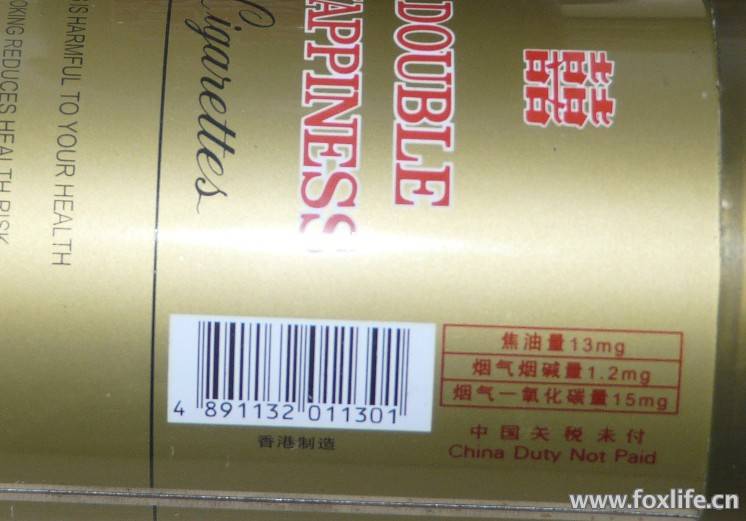 囍
DOUBLE
APPINESS
Cigarettes
G IS HARMFUL TO YOUR HEALTH
OKING REDUCES HEALTH RISK
焦油量13mg
烟气烟碱量1.2mg
烟气一氧化碳量15mg
中国关税未付
China Duty Not Paid
4 891132 011301
香港制造
www.foxlife.cn